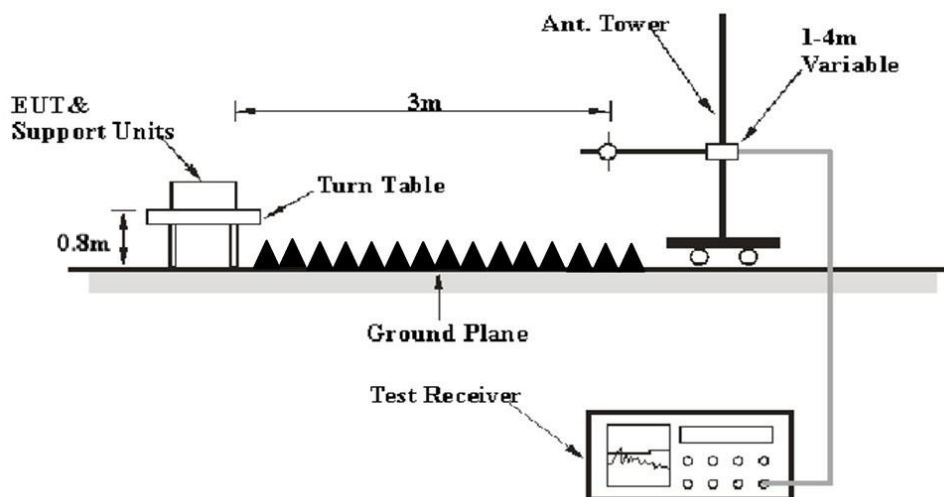 Ant. Tower
1-4m
Variable
EUT&
Support Units
3m
Turn Table
0.8m
Ground Plane
Test Receiver